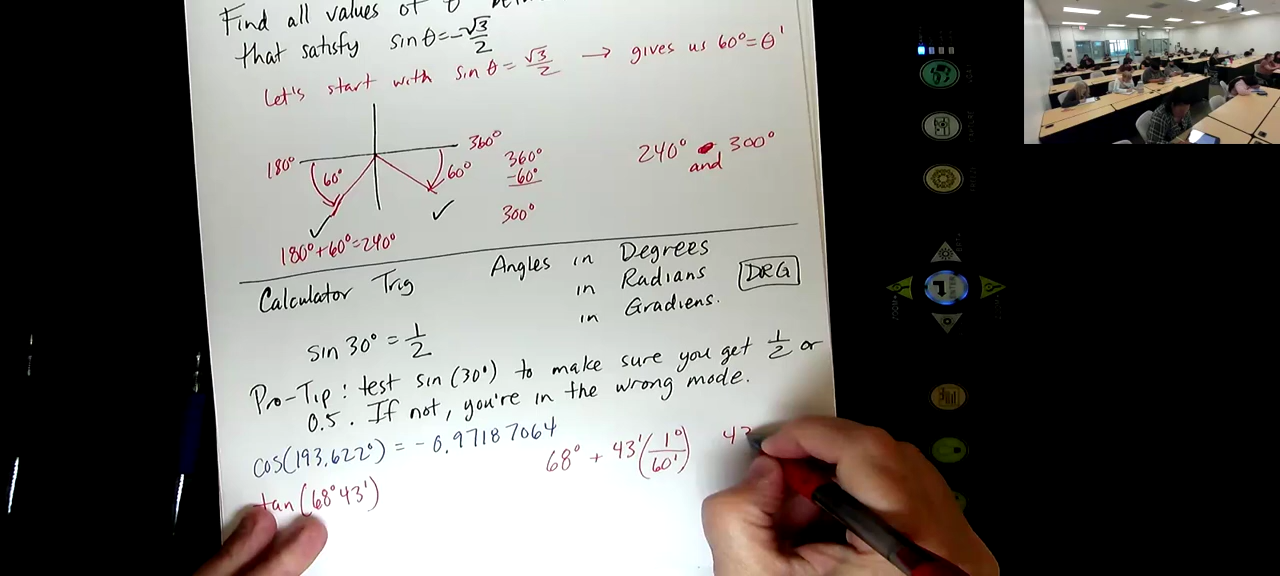 Find all values of θ
that satisfy sinθ=-√3/2
Let's start with sin θ = √3/2 → gives us 60°=θ'
180° 60° 360° 60°
360°
-60°
300°
240° and 300°
180°+60°=240°
Calculator Trig
Angles in Degrees
in Radians
in Gradiens.
DRG
sin 30° = 1/2
Pro-Tip: test sin(30°) to make sure you get 1/2 or
0.5. If not, you're in the wrong mode.
cos(193.622°) = -0.97187064
68° + 43'(1°/60') 43
tan(68°43')